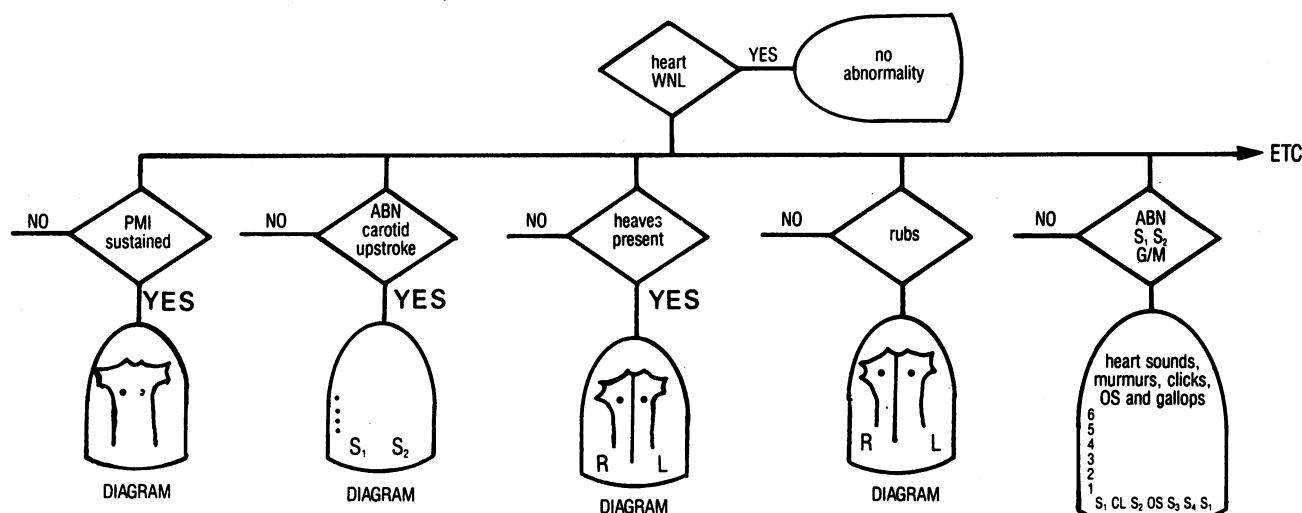 heart
WNL
YES
no
abnormality
ETC
NO
PMI
sustained
YES
DIAGRAM
NO
ABN
carotid
upstroke
YES
S₁ S₂
DIAGRAM
NO
heaves
present
YES
R L
DIAGRAM
NO
rubs
R L
DIAGRAM
NO
ABN
S₁ S₂
G/M
heart sounds,
murmurs, clicks,
OS and gallops
6
5
4
3
2
1
S₁ CL S₂ OS S₃ S₄ S₁